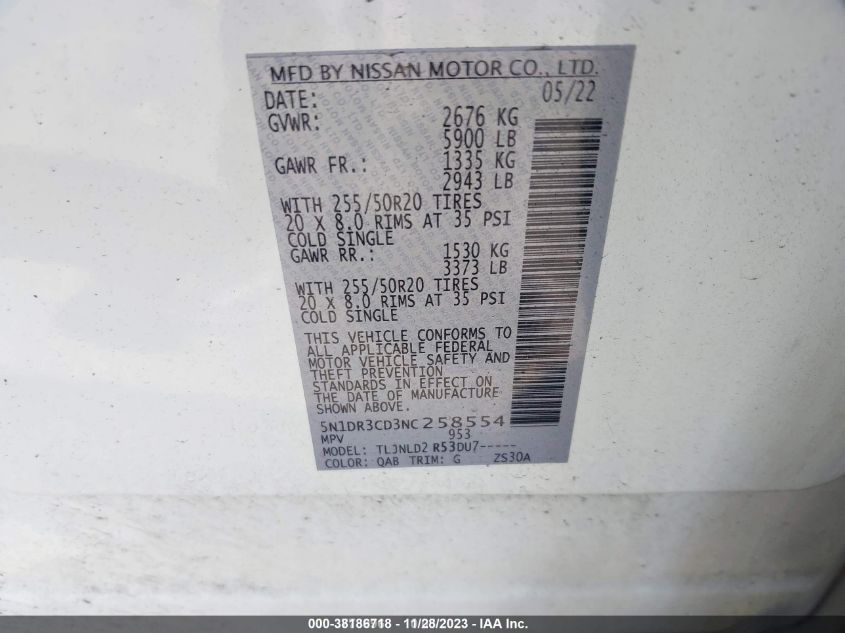 MFD BY NISSAN MOTOR CO., LTD.
DATE: 05/22
GVWR: 2676 KG
5900 LB
GAWR FR.: 1335 KG
2943 LB
WITH 255/50R20 TIRES
20 X 8.0 RIMS AT 35 PSI
COLD SINGLE
GAWR RR.: 1530 KG
3373 LB
WITH 255/50R20 TIRES
20 X 8.0 RIMS AT 35 PSI
COLD SINGLE
THIS VEHICLE CONFORMS TO
ALL APPLICABLE FEDERAL
MOTOR VEHICLE SAFETY AND
THEFT PREVENTION
STANDARDS IN EFFECT ON
THE DATE OF MANUFACTURE
SHOWN ABOVE.
5N1DR3CD3NC258554
MPV 953
MODEL: TLJNLD2 R53DU7-----
COLOR: QAB TRIM: G ZS30A
000-38186718 - 11/28/2023 - IAA Inc.